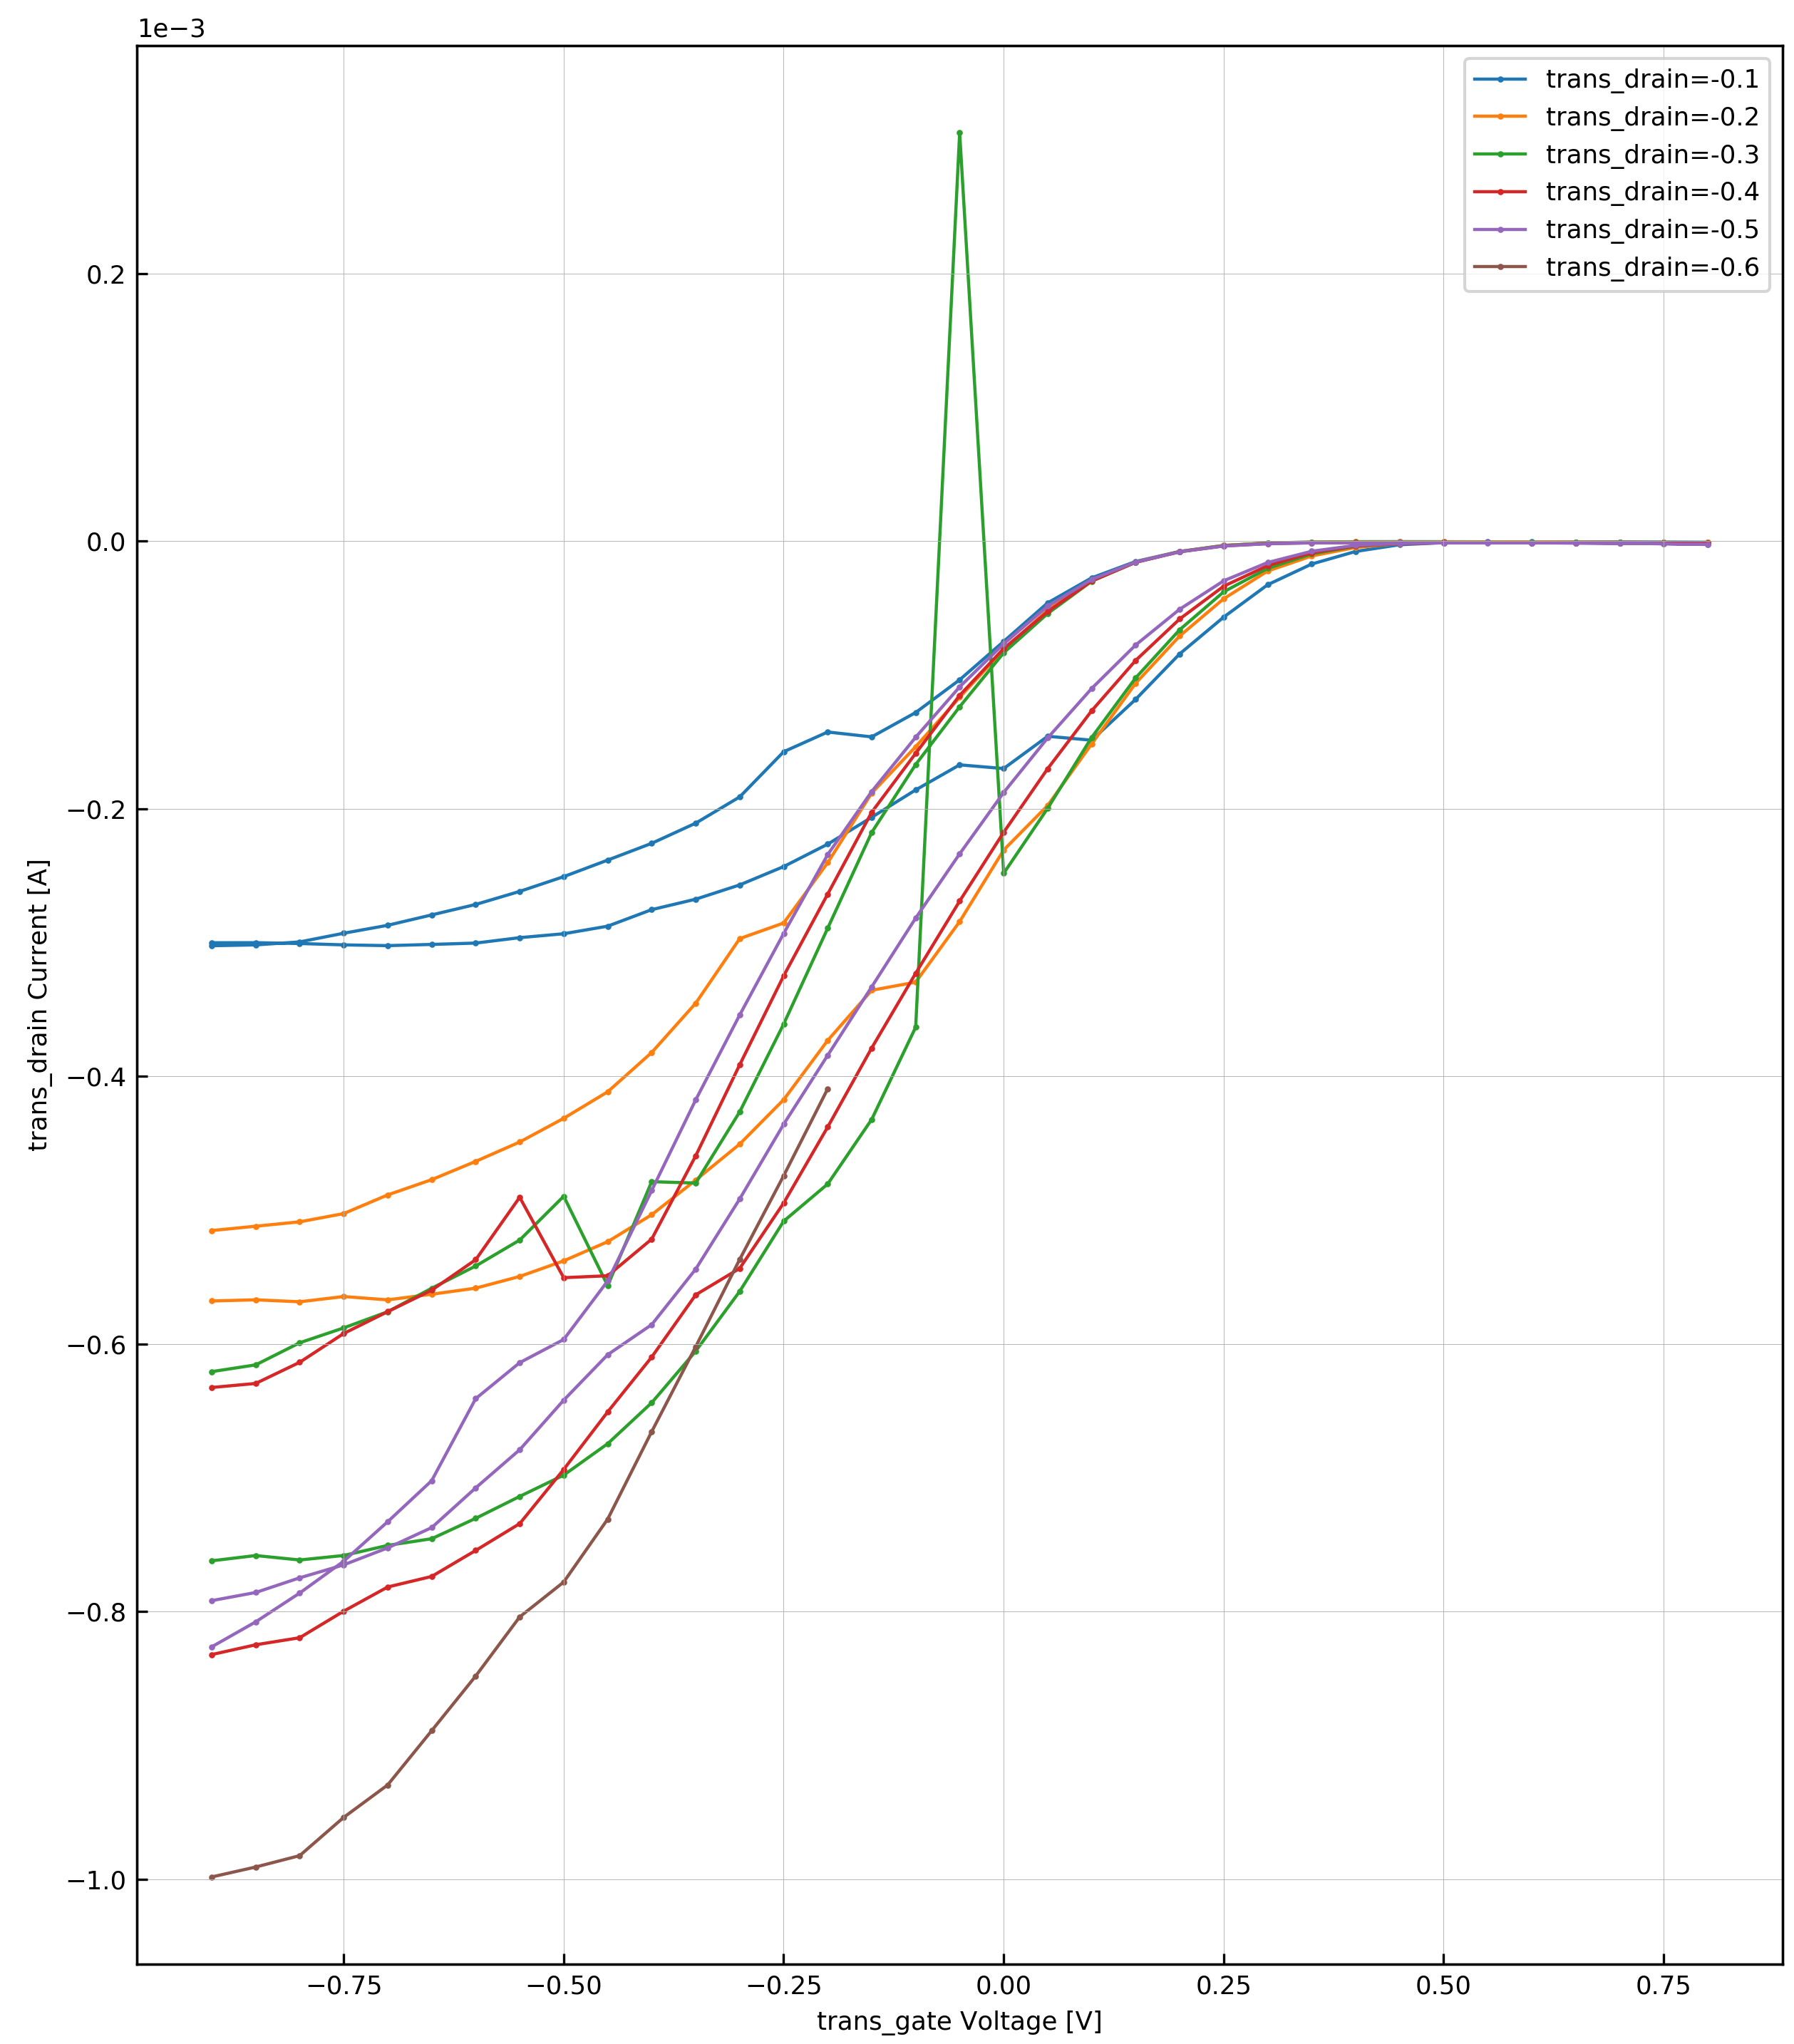 1e−3
trans_drain=-0.1
trans_drain=-0.2
trans_drain=-0.3
trans_drain=-0.4
trans_drain=-0.5
trans_drain=-0.6
0.2
0.0
−0.2
−0.4
−0.6
−0.8
−1.0
trans_drain Current [A]
−0.75 −0.50 −0.25 0.00 0.25 0.50 0.75
trans_gate Voltage [V]